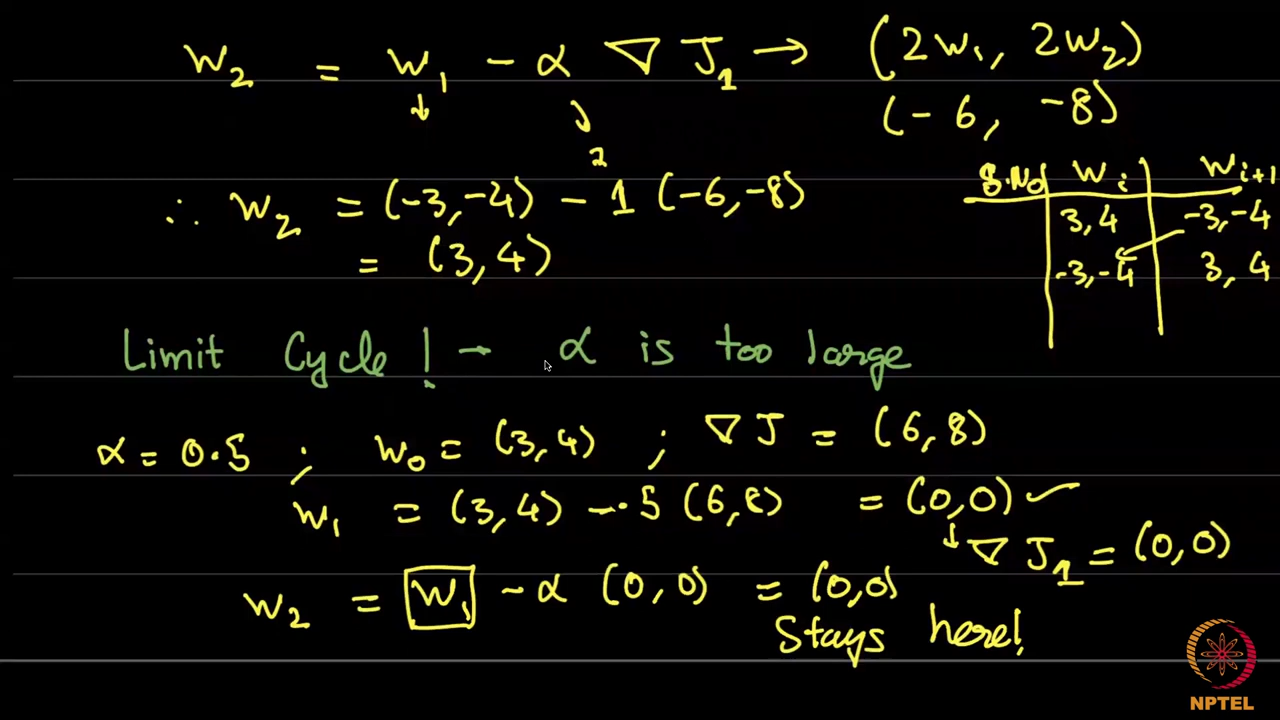 W₂ = W₁ - α ∇J₁ → (2W₁, 2W₂)
(-6, -8)
∴ W₂ = (-3,-4) - 1 (-6,-8)
= (3,4)
S.No Wᵢ Wᵢ₊₁
3,4 -3,-4
-3,-4 3,4
Limit Cycle! - α is too large
α = 0.5 ; W₀ = (3,4) ; ∇J = (6,8)
W₁ = (3,4) - .5 (6,8) = (0,0) ✓
↓ ∇J₁ = (0,0)
W₂ = W₁ - α (0,0) = (0,0)
Stays here!
NPTEL